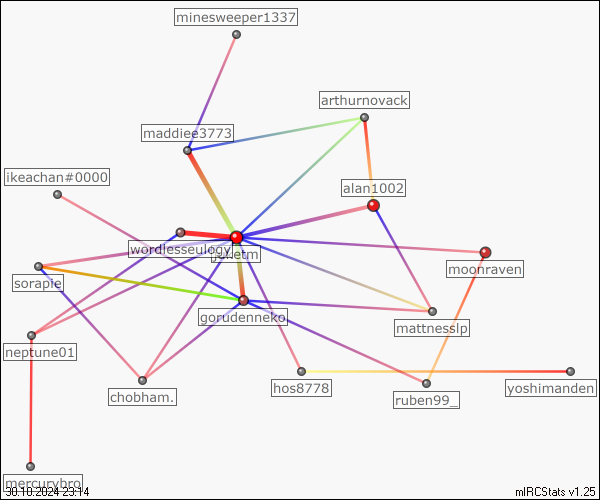 minesweeper1337
arthurnovack
maddiee3773
ikeachan#0000
alan1002
wordlesseulogy
moonraven
sorapie
gorudenneko
mattnesslp
neptune01
hos8778
yoshimanden
chobham.
ruben99_
mercurybro
30.10.2024 23:14
mIRCStats v1.25